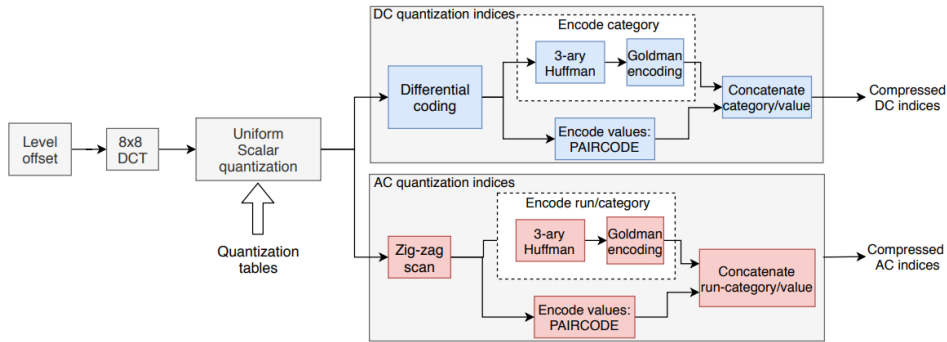 DC quantization indices
Encode category
3-ary
Huffman
Goldman
encoding
Differential
coding
Concatenate
category/value
Compressed
DC indices
Encode values:
PAIRCODE
Level
offset
8x8
DCT
Uniform
Scalar
quantization
Quantization
tables
AC quantization indices
Encode run/category
3-ary
Huffman
Goldman
encoding
Zig-zag
scan
Concatenate
run-category/value
Compressed
AC indices
Encode values:
PAIRCODE